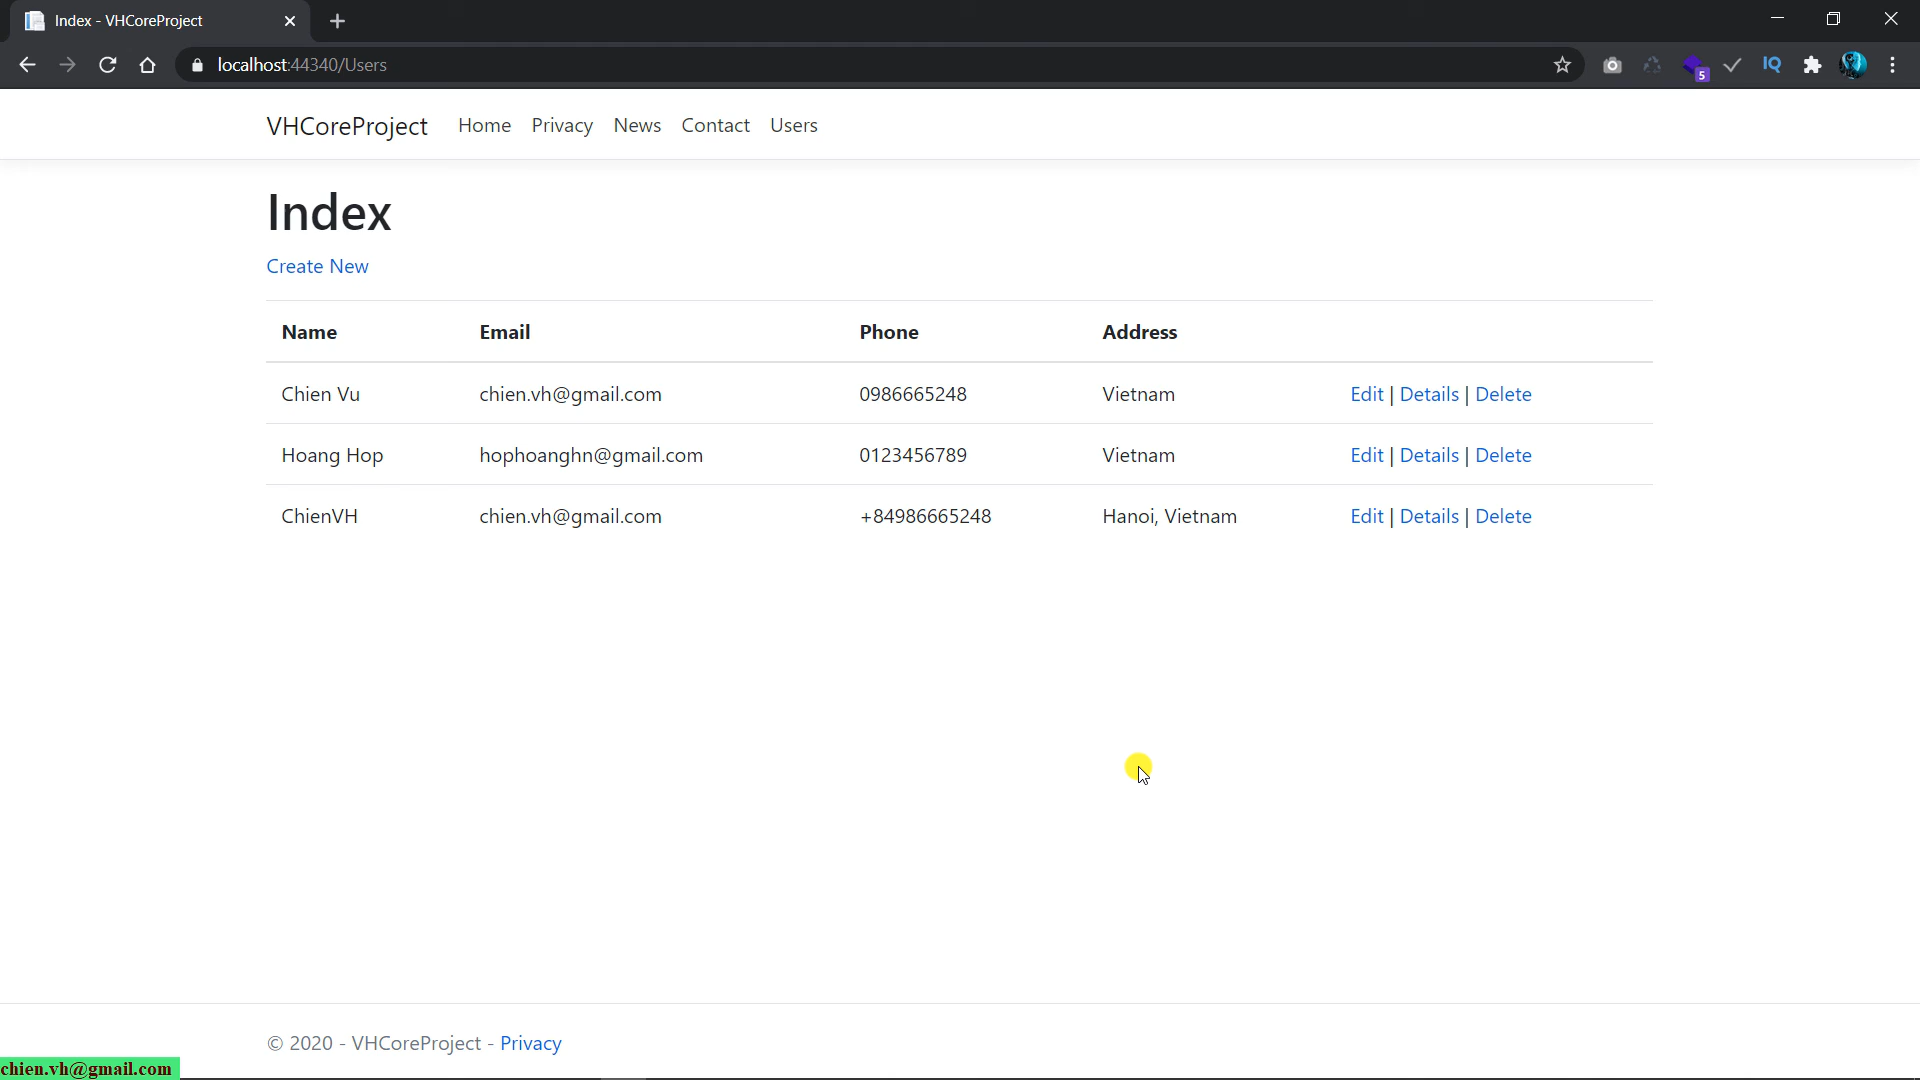 Index - VHCoreProject
localhost:44340/Users
5
IQ
VHCoreProject Home Privacy News Contact Users
Index
Create New
Name Email Phone Address
Chien Vu chien.vh@gmail.com 0986665248 Vietnam Edit | Details | Delete
Hoang Hop hophoanghn@gmail.com 0123456789 Vietnam Edit | Details | Delete
ChienVH chien.vh@gmail.com +84986665248 Hanoi, Vietnam Edit | Details | Delete
© 2020 - VHCoreProject - Privacy
chien.vh@gmail.com